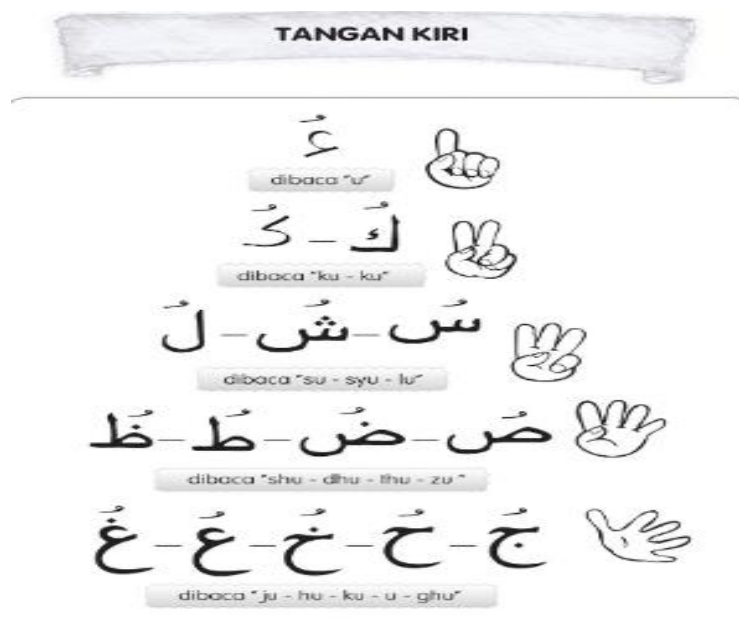 TANGAN KIRI
ءُ
dibaca "u"
كُ - كُـ
dibaca "ku - ku"
سُ - شُ - لُ
dibaca "su - syu - lu"
صُ - ضُ - طُ - ظُ
dibaca "shu - dhu - thu - zu "
جُ - حُ - خُ - عُ - غُ
dibaca " ju - hu - ku - u - ghu"